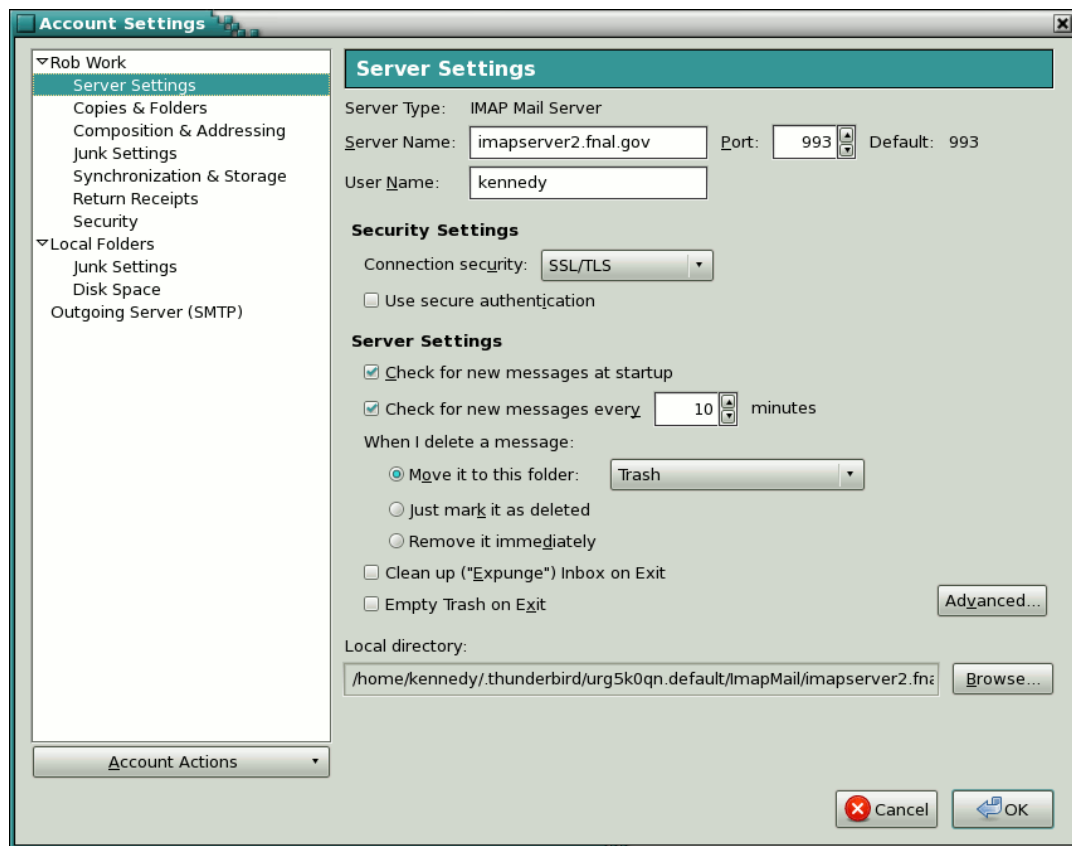 Account Settings
Rob Work
Server Settings
Copies & Folders
Composition & Addressing
Junk Settings
Synchronization & Storage
Return Receipts
Security
Local Folders
Junk Settings
Disk Space
Outgoing Server (SMTP)
Account Actions
Server Settings
Server Type: IMAP Mail Server
Server Name: imapserver2.fnal.gov Port: 993 Default: 993
User Name: kennedy
Security Settings
Connection security: SSL/TLS
Use secure authentication
Server Settings
Check for new messages at startup
Check for new messages every 10 minutes
When I delete a message:
Move it to this folder: Trash
Just mark it as deleted
Remove it immediately
Clean up ("Expunge") Inbox on Exit
Empty Trash on Exit
Advanced...
Local directory:
/home/kennedy/.thunderbird/urg5k0qn.default/ImapMail/imapserver2.fna Browse...
Cancel OK